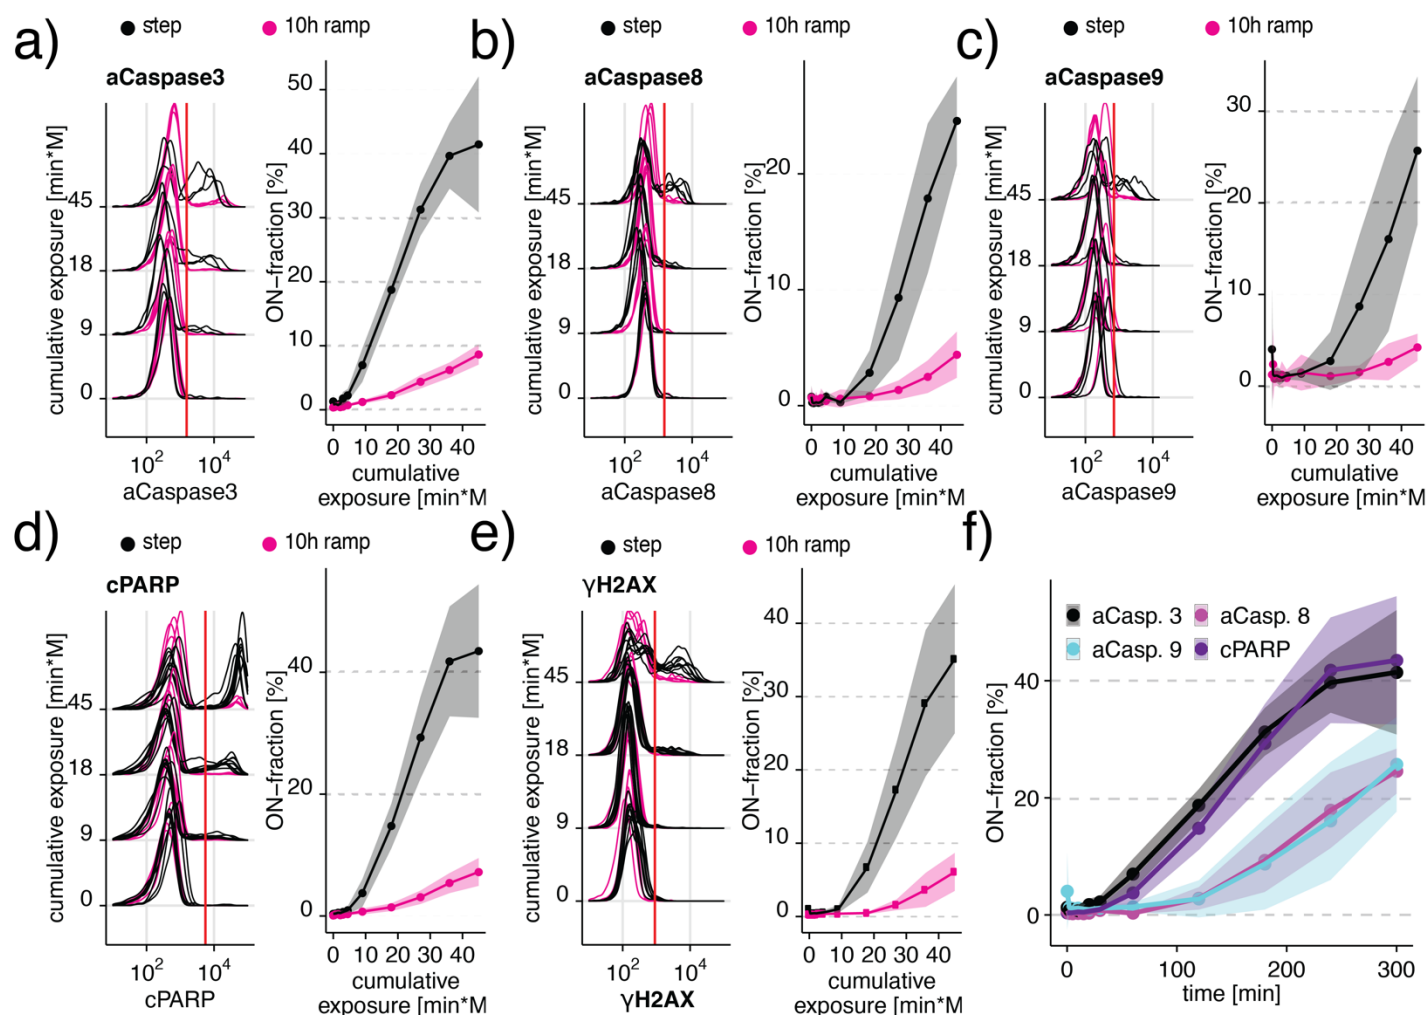 a)
step
10h ramp
aCaspase3
cumulative exposure [min*M]
45
18
9
0
10²
10⁴
aCaspase3
ON−fraction [%]
50
40
30
20
10
0
0 10 20 30 40
cumulative
exposure [min*M
b)
step
10h ramp
aCaspase8
cumulative exposure [min*M]
45
18
9
0
10²
10⁴
aCaspase8
ON−fraction [%]
20
10
0
0 10 20 30 40
cumulative
exposure [min*M
c)
step
10h ramp
aCaspase9
cumulative exposure [min*M]
45
18
9
0
10²
10⁴
aCaspase9
ON−fraction [%]
30
20
10
0
0 10 20 30 40
cumulative
exposure [min*M
d)
step
10h ramp
cPARP
cumulative exposure [min*M]
45
18
9
0
10²
10⁴
cPARP
ON−fraction [%]
40
20
0
0 10 20 30 40
cumulative
exposure [min*M
e)
step
10h ramp
γH2AX
cumulative exposure [min*M]
45
18
9
0
10²
10⁴
γH2AX
ON−fraction [%]
40
30
20
10
0
0 10 20 30 40
cumulative
exposure [min*M
f)
aCasp. 3
aCasp. 8
aCasp. 9
cPARP
ON−fraction [%]
40
20
0
0 100 200 300
time [min]